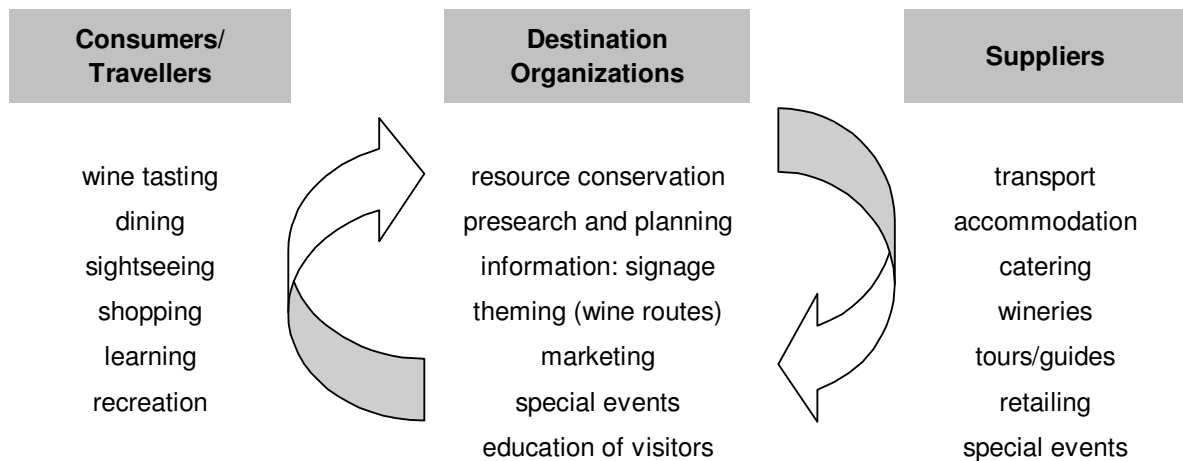 Consumers/
Travellers
wine tasting
dining
sightseeing
shopping
learning
recreation
Destination
Organizations
resource conservation
presearch and planning
information: signage
theming (wine routes)
marketing
special events
education of visitors
Suppliers
transport
accommodation
catering
wineries
tours/guides
retailing
special events